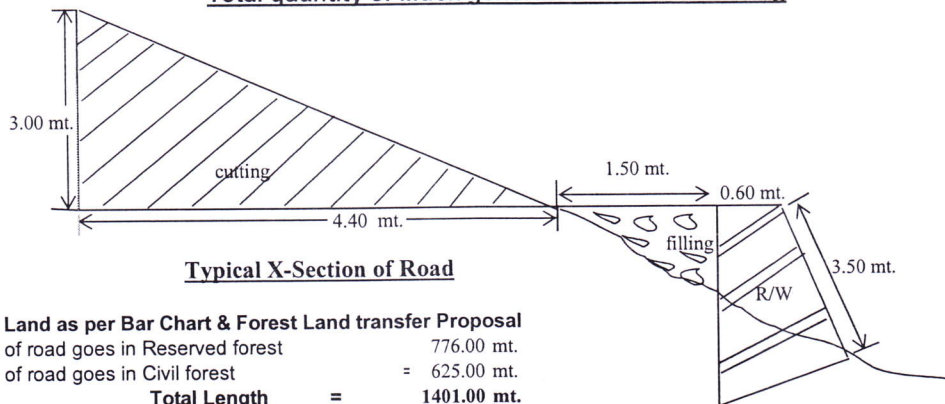 3.00 mt.
cutting
4.40 mt.
1.50 mt.
0.60 mt.
filling
3.50 mt.
R/W
Typical X-Section of Road
Land as per Bar Chart & Forest Land transfer Proposal
of road goes in Reserved forest 776.00 mt.
of road goes in Civil forest = 625.00 mt.
Total Length = 1401.00 mt.